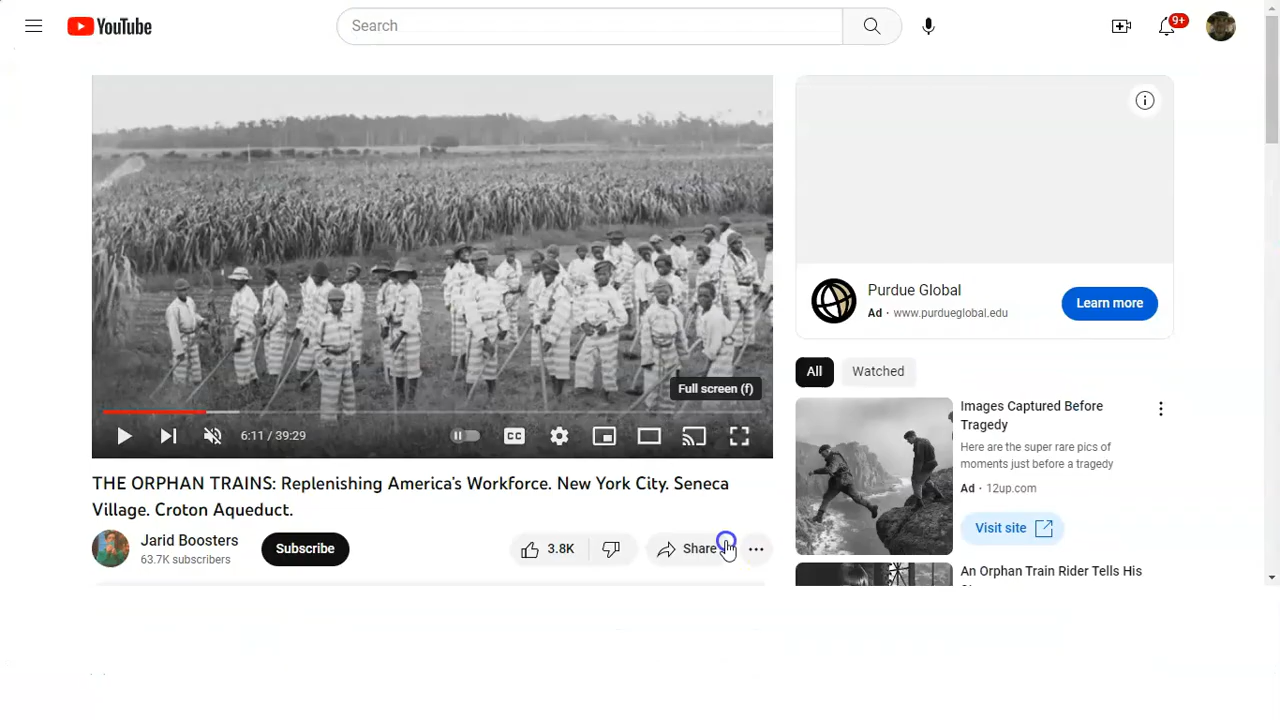 YouTube
Search
9+
Full screen (f)
6:11 / 39:29
CC
THE ORPHAN TRAINS: Replenishing America's Workforce. New York City. Seneca
Village. Croton Aqueduct.
Jarid Boosters
63.7K subscribers
Subscribe
3.8K
Share
Purdue Global
Ad · www.purdueglobal.edu
Learn more
All
Watched
Images Captured Before
Tragedy
Here are the super rare pics of
moments just before a tragedy
Ad · 12up.com
Visit site
An Orphan Train Rider Tells His